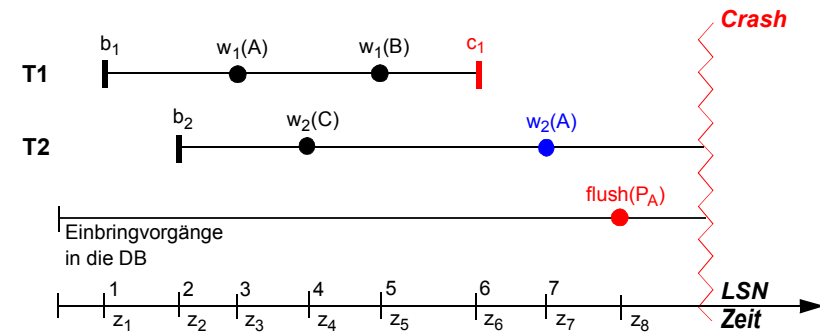 Crash
b1 w1(A) w1(B) c1
T1
b2 w2(C) w2(A)
T2
flush(PA)
Einbringvorgänge
in die DB
1 2 3 4 5 6 7 LSN
z1 z2 z3 z4 z5 z6 z7 z8 Zeit